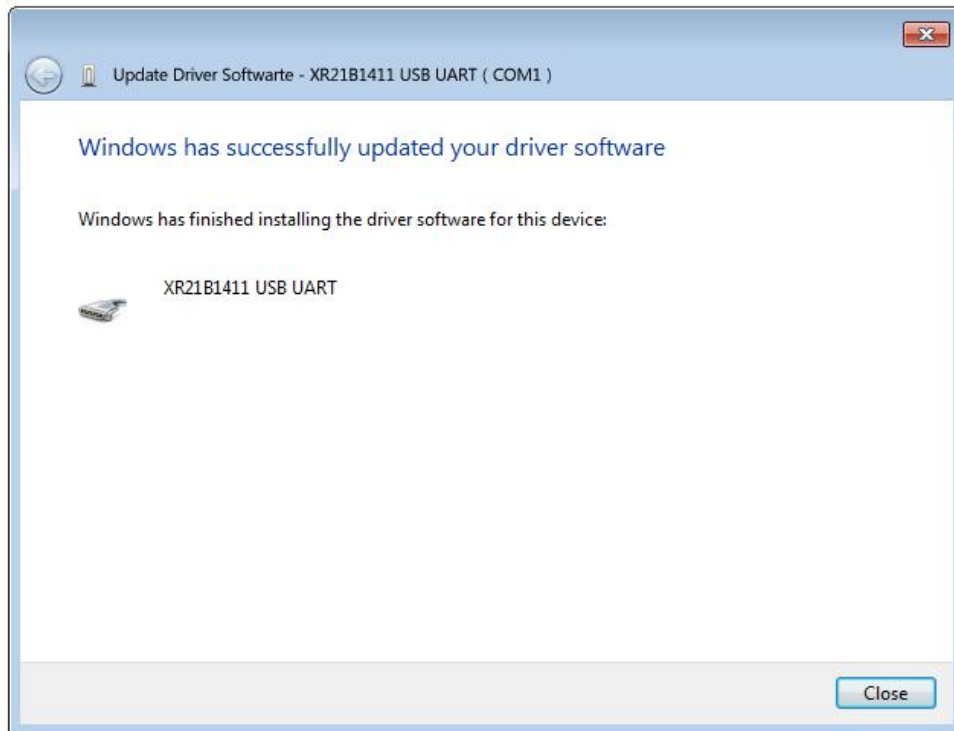 Update Driver Softwarte - XR21B1411 USB UART ( COM1 )
Windows has successfully updated your driver software
Windows has finished installing the driver software for this device:
XR21B1411 USB UART
Close